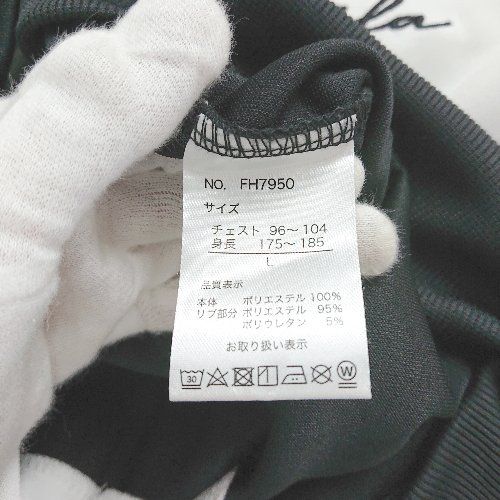 NO. FH7950
サイズ
チェスト 96〜104
身長 175〜185
L
品質表示
本体 ポリエステル 100%
リブ部分 ポリエステル 95%
ポリウレタン 5%
お取り扱い表示
30 W